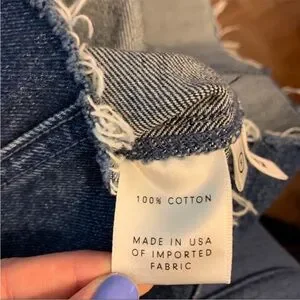 100% COTTON
MADE IN USA
OF IMPORTED
FABRIC